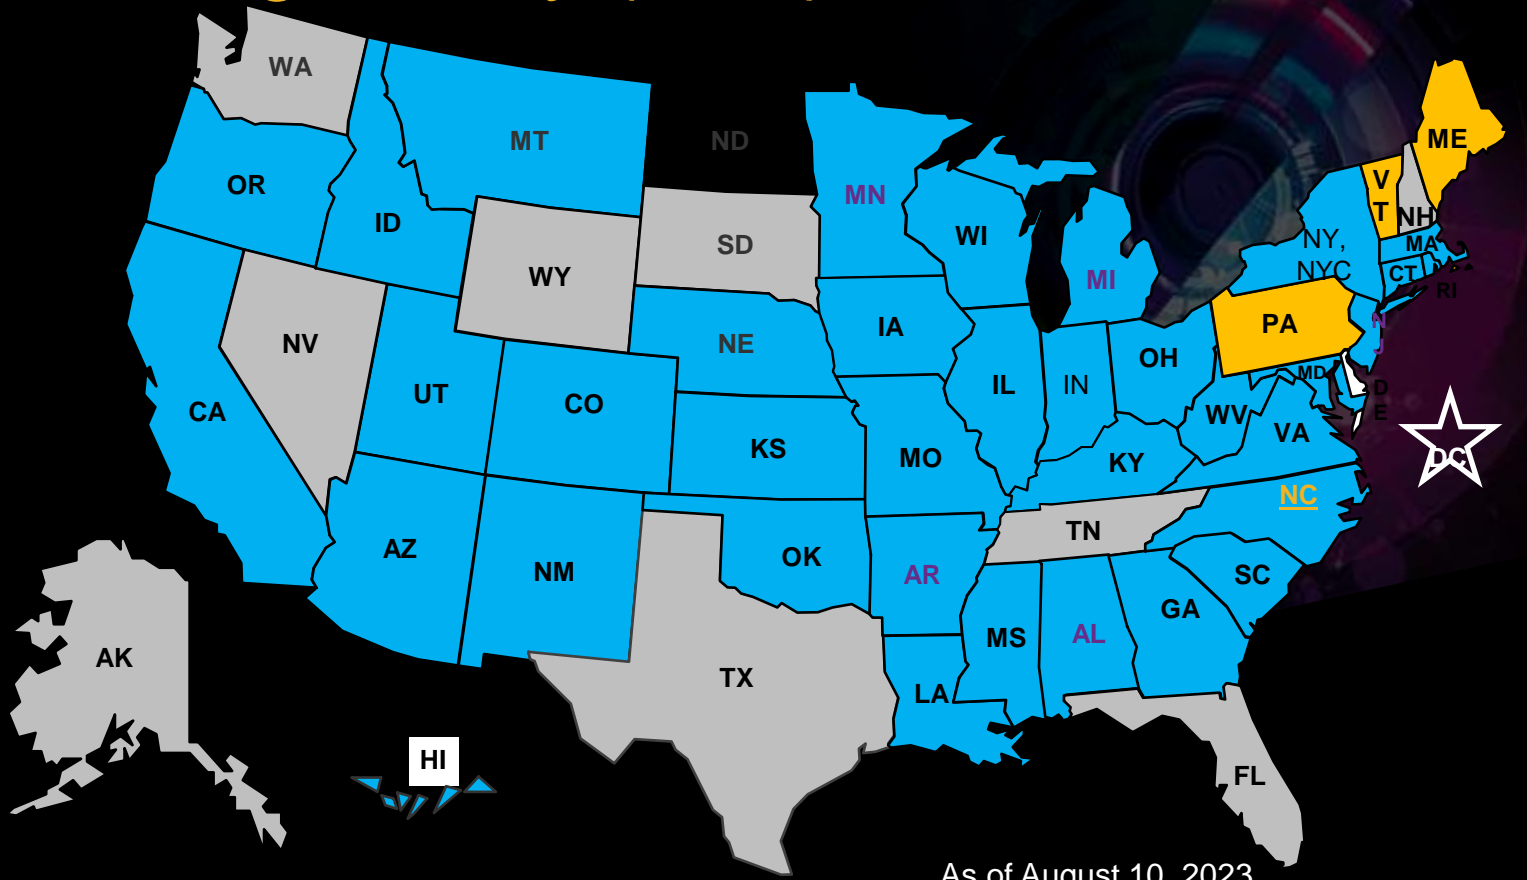 WA
MT
ND
ME
OR
ID
MN
V
T
NH
SD
WI
NY,
NYC
MA
WY
MI
CT
RI
NV
NE
IA
PA
N
J
UT
CO
IL
IN
OH
MD
D
E
CA
KS
MO
WV
VA
DC
KY
NC
AZ
NM
OK
AR
TN
SC
GA
AK
TX
MS
AL
LA
HI
FL
As of August 10, 2023